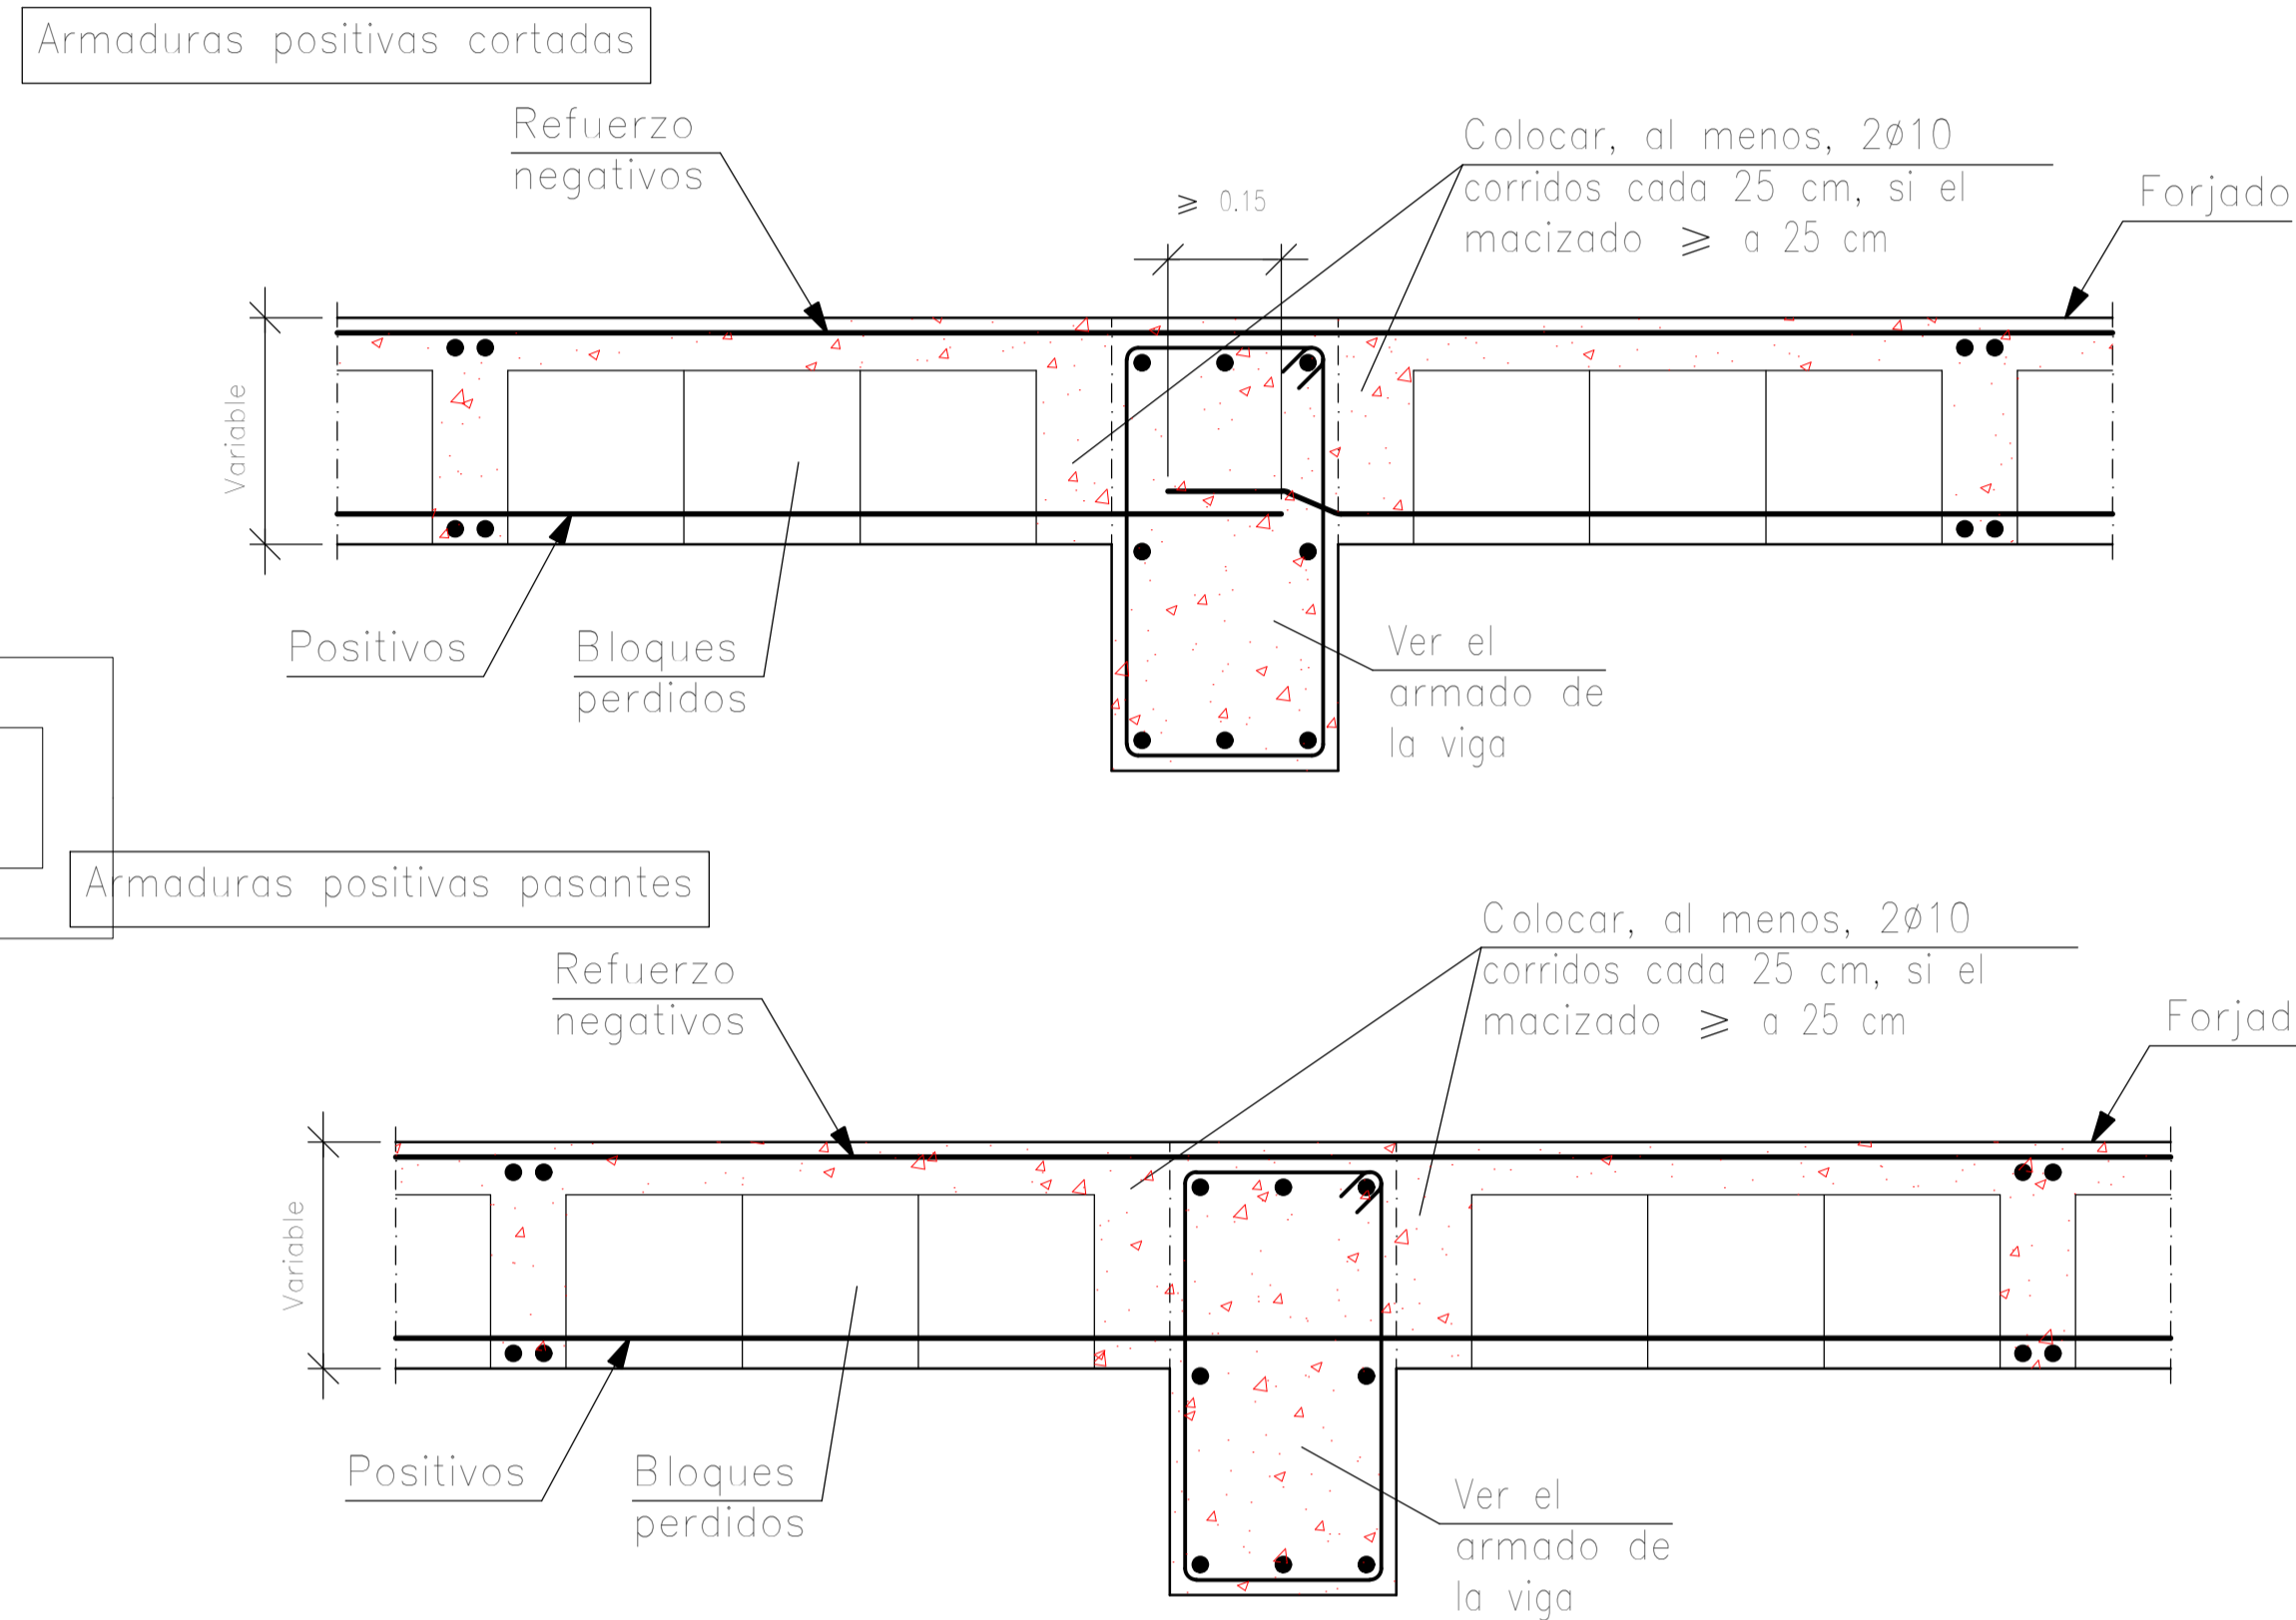 Armaduras positivas cortadas
Refuerzo
negativos
≥ 0.15
Colocar, al menos, 2ø10
corridos cada 25 cm, si el
macizado ≥ a 25 cm
Forjado
Variable
Positivos
Bloques
perdidos
Ver el
armado de
la viga
Armaduras positivas pasantes
Refuerzo
negativos
Colocar, al menos, 2ø10
corridos cada 25 cm, si el
macizado ≥ a 25 cm
Forjad
Variable
Positivos
Bloques
perdidos
Ver el
armado de
la viga